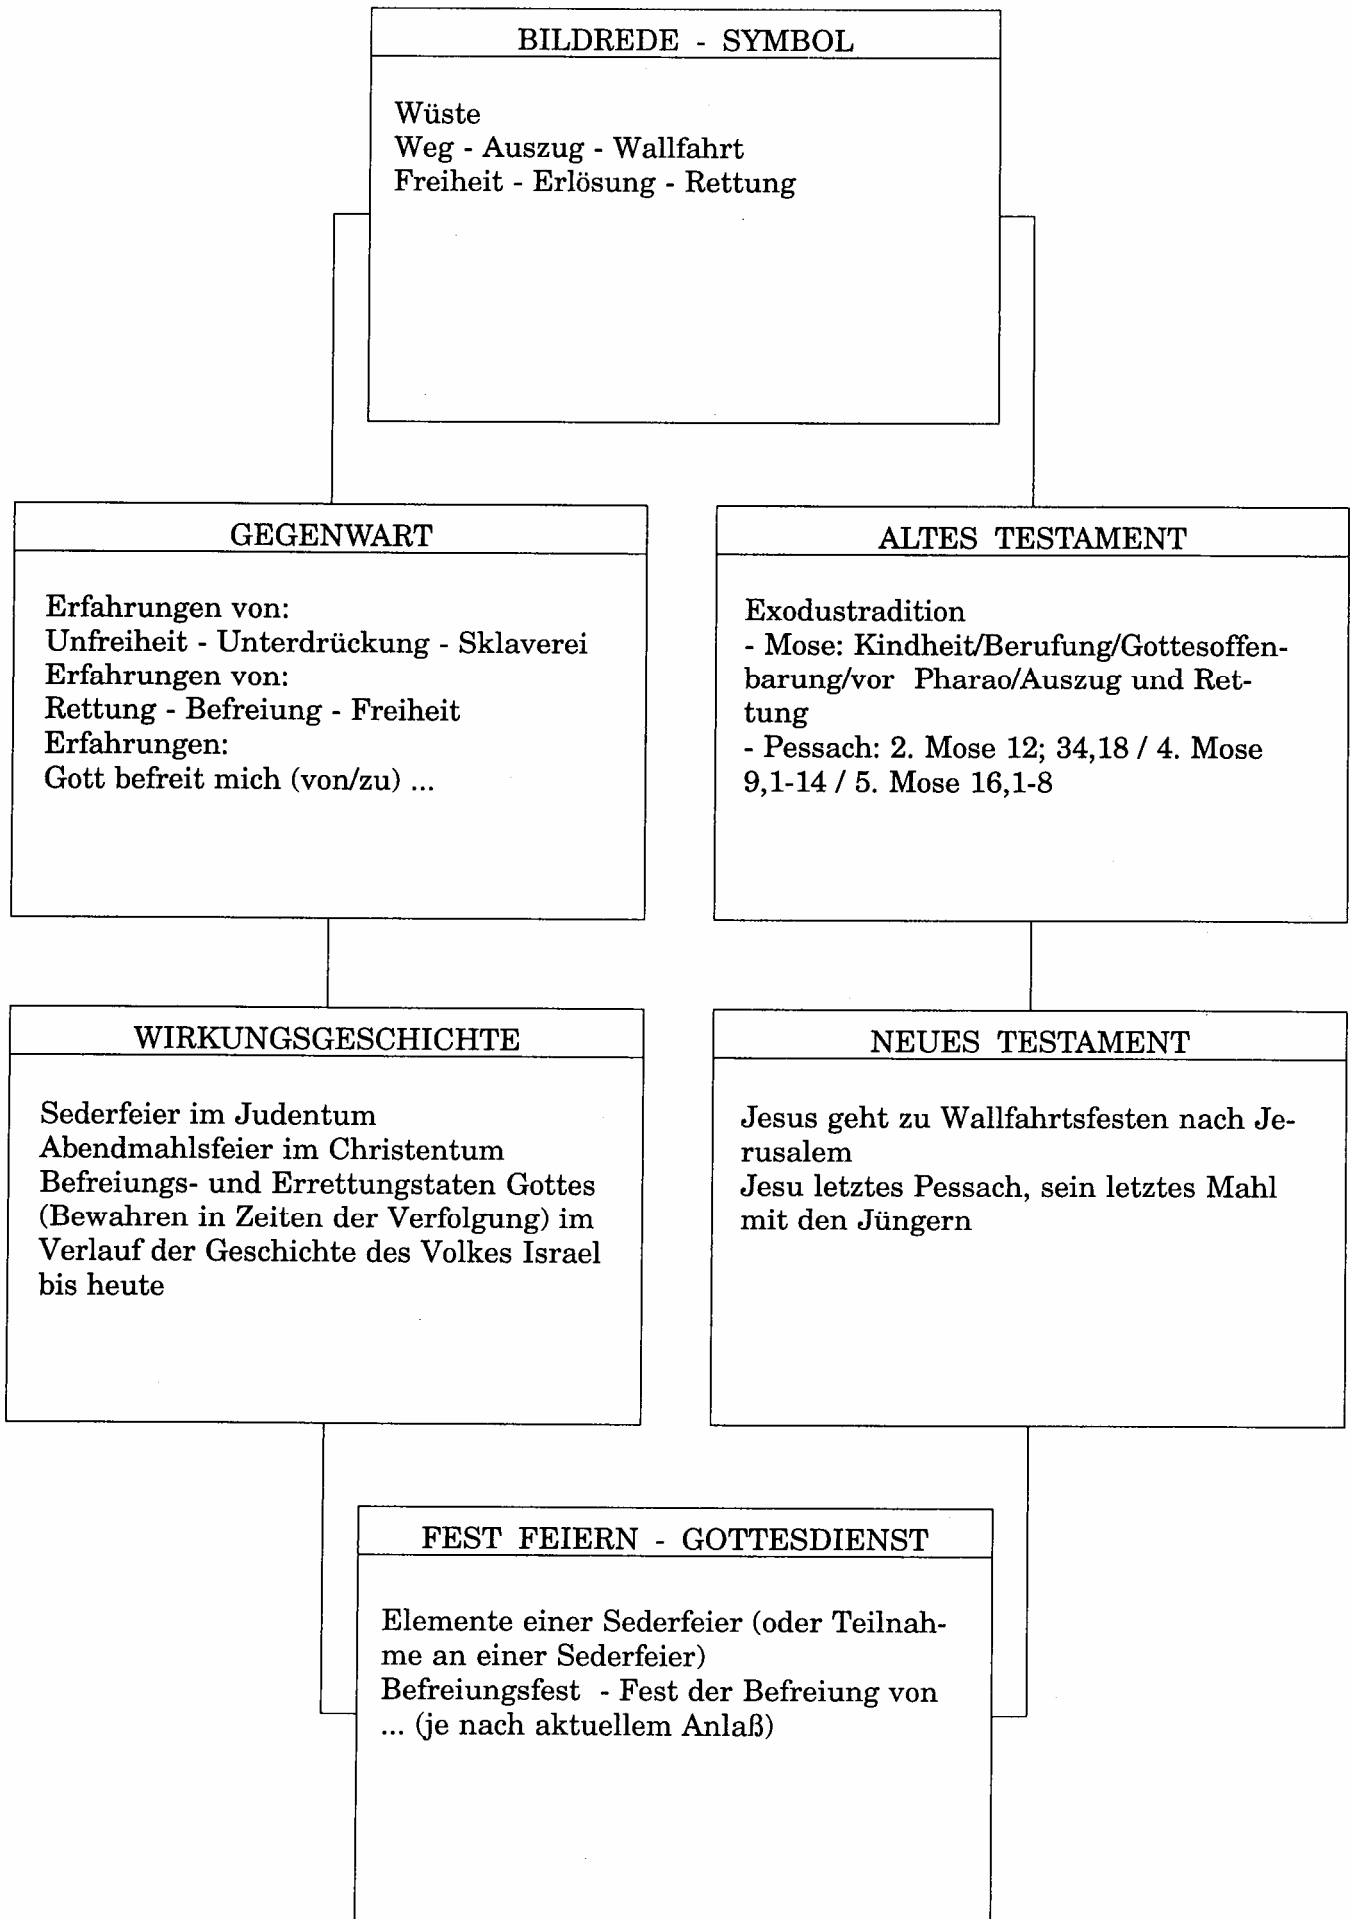 BILDREDE - SYMBOL
Wüste
Weg - Auszug - Wallfahrt
Freiheit - Erlösung - Rettung
GEGENWART
Erfahrungen von:
Unfreiheit - Unterdrückung - Sklaverei
Erfahrungen von:
Rettung - Befreiung - Freiheit
Erfahrungen:
Gott befreit mich (von/zu) ...
ALTES TESTAMENT
Exodustradition
- Mose: Kindheit/Berufung/Gottesoffen-
barung/vor Pharao/Auszug und Ret-
tung
- Pessach: 2. Mose 12; 34,18 / 4. Mose
9,1-14 / 5. Mose 16,1-8
WIRKUNGSGESCHICHTE
Sederfeier im Judentum
Abendmahlsfeier im Christentum
Befreiungs- und Errettungstaten Gottes
(Bewahren in Zeiten der Verfolgung) im
Verlauf der Geschichte des Volkes Israel
bis heute
NEUES TESTAMENT
Jesus geht zu Wallfahrtsfesten nach Je-
rusalem
Jesu letztes Pessach, sein letztes Mahl
mit den Jüngern
FEST FEIERN - GOTTESDIENST
Elemente einer Sederfeier (oder Teilnah-
me an einer Sederfeier)
Befreiungsfest - Fest der Befreiung von
... (je nach aktuellem Anlaß)